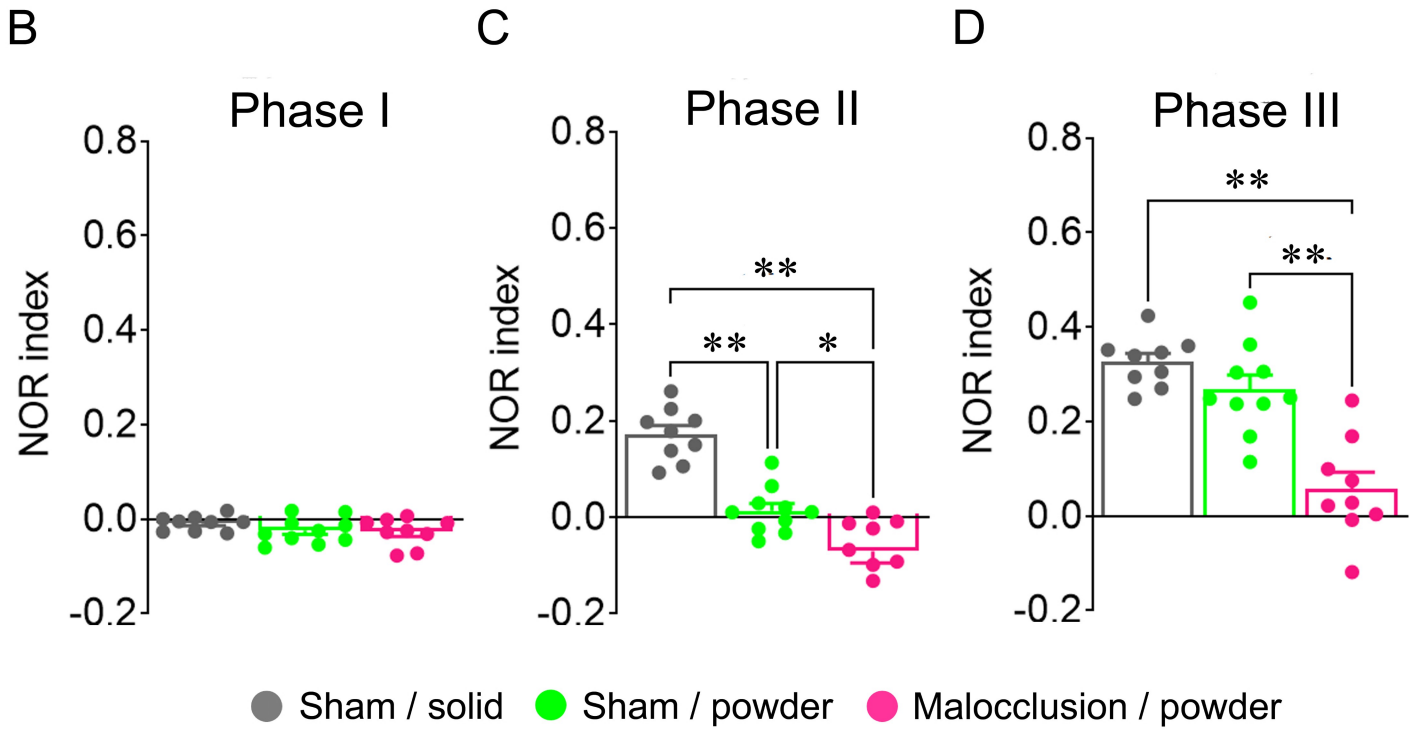 B
C
D
Phase I
Phase II
Phase III
NOR index
0.8
0.6
0.4
0.2
0.0
-0.2
NOR index
0.8
0.6
0.4
0.2
0.0
-0.2
**
**
*
NOR index
0.8
0.6
0.4
0.2
0.0
-0.2
**
**
Sham / solid
Sham / powder
Malocclusion / powder